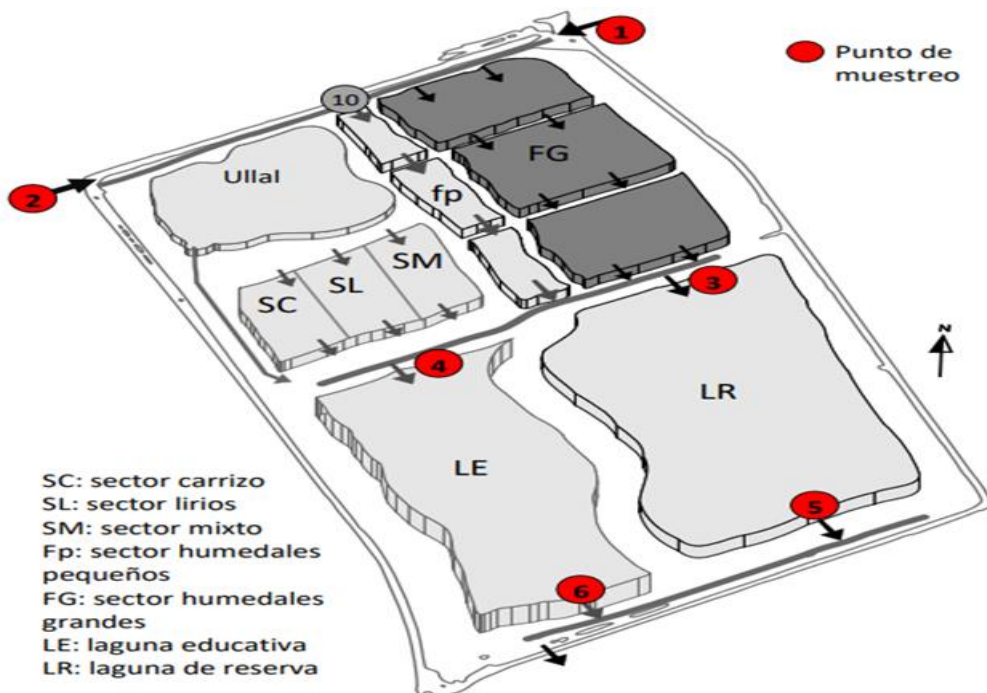 1
Punto de
muestreo
10
FG
Ullal
2
fp
SM
SL
SC
3
4
LR
N
LE
SC: sector carrizo
SL: sector lirios
SM: sector mixto
Fp: sector humedales
pequeños
FG: sector humedales
grandes
LE: laguna educativa
LR: laguna de reserva
5
6